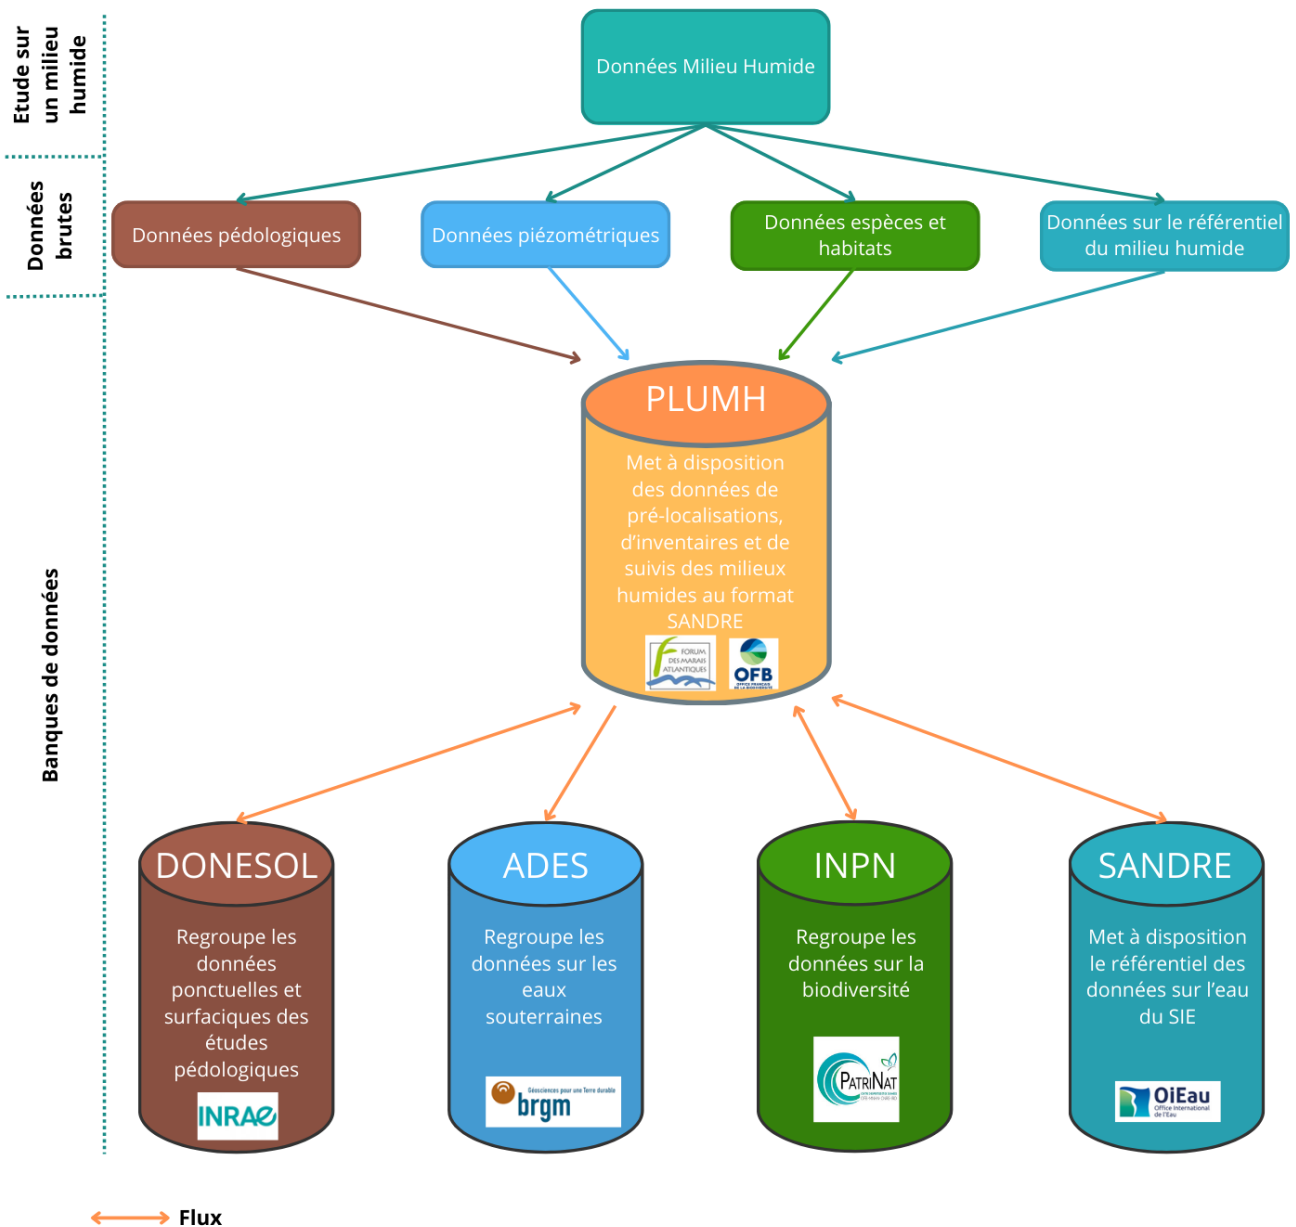 Etude sur
un milieu
humide
Données Milieu Humide
Données
brutes
Données pédologiques
Données piézométriques
Données espèces et
habitats
Données sur le référentiel
du milieu humide
Banques de données
PLUMH
Met à disposition
des données de
pré-localisations,
d'inventaires et de
suivis des milieux
humides au format
SANDRE
FORUM
DES MARAIS
ATLANTIQUES
OFB
OFFICE FRANÇAIS
DE LA BIODIVERSITÉ
DONESOL
Regroupe les
données
ponctuelles et
surfaciques des
études
pédologiques
INRAE
ADES
Regroupe les
données sur les
eaux
souterraines
Géosciences pour une Terre durable
brgm
INPN
Regroupe les
données sur la
biodiversité
PATRINAT
SANDRE
Met à disposition
le référentiel des
données sur l'eau
du SIE
OiEau
Office International
de l'Eau
Flux